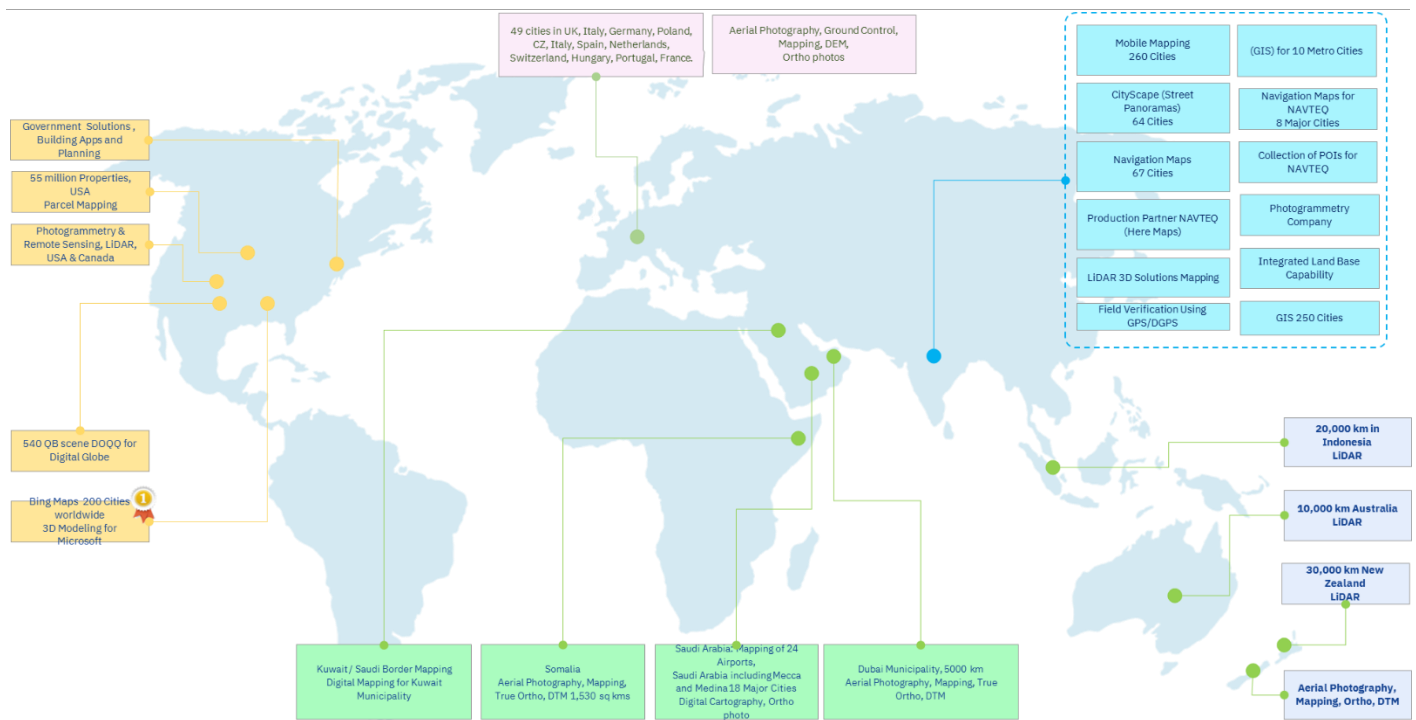 49 cities in UK, Italy, Germany, Poland,
CZ, Italy, Spain, Netherlands,
Switzerland, Hungary, Portugal, France.
Aerial Photography, Ground Control,
Mapping, DEM,
Ortho photos
Mobile Mapping
260 Cities
(GIS) for 10 Metro Cities
CityScape (Street
Panoramas)
64 Cities
Navigation Maps for
NAVTEQ
8 Major Cities
Navigation Maps
67 Cities
Collection of POIs for
NAVTEQ
Production Partner NAVTEQ
(Here Maps)
Photogrammetry
Company
LiDAR 3D Solutions Mapping
Integrated Land Base
Capability
Field Verification Using
GPS/DGPS
GIS 250 Cities
Government Solutions ,
Building Apps and
Planning
55 million Properties,
USA
Parcel Mapping
Photogrammetry &
Remote Sensing, LiDAR,
USA & Canada
540 QB scene DOQQ for
Digital Globe
Bing Maps 200 Cities
worldwide
3D Modeling for
Microsoft
1
20,000 km in
Indonesia
LiDAR
10,000 km Australia
LiDAR
30,000 km New
Zealand
LiDAR
Aerial Photography,
Mapping, Ortho, DTM
Kuwait / Saudi Border Mapping
Digital Mapping for Kuwait
Municipality
Somalia
Aerial Photography, Mapping,
True Ortho, DTM 1,530 sq kms
Saudi Arabia: Mapping of 24
Airports,
Saudi Arabia including Mecca
and Medina 18 Major Cities
Digital Cartography, Ortho
photo
Dubai Municipality, 5000 km
Aerial Photography, Mapping, True
Ortho, DTM